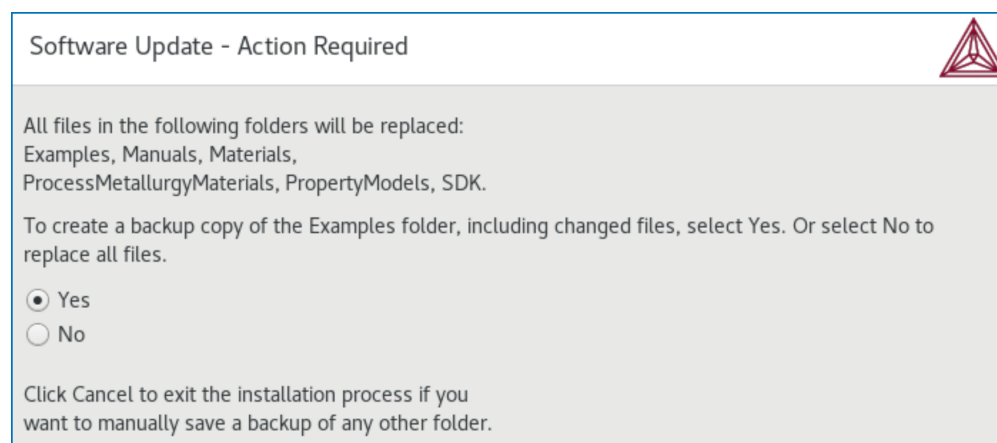 Software Update - Action Required
All files in the following folders will be replaced:
Examples, Manuals, Materials,
ProcessMetallurgyMaterials, PropertyModels, SDK.
To create a backup copy of the Examples folder, including changed files, select Yes. Or select No to
replace all files.
Yes
No
Click Cancel to exit the installation process if you
want to manually save a backup of any other folder.